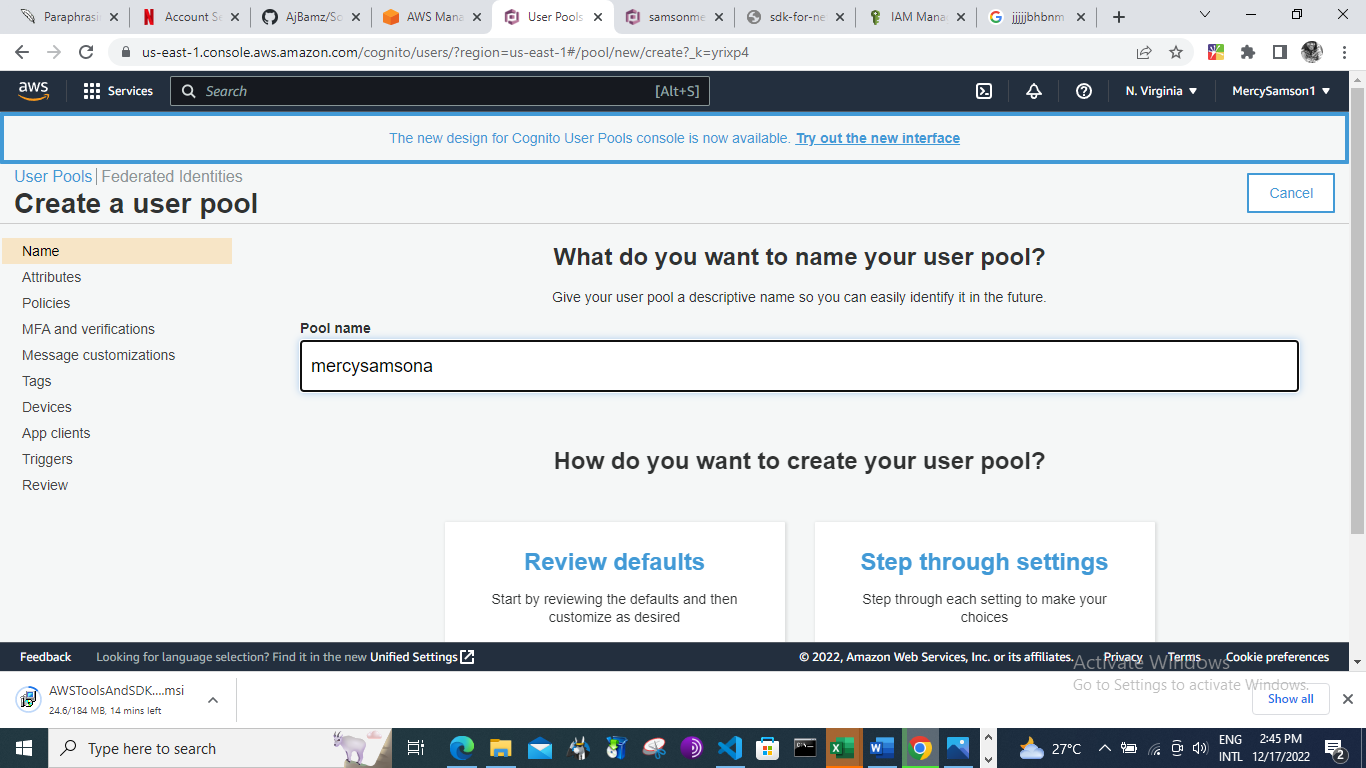 Paraphrasi
Account Se
AjBamz/So
AWS Mana
User Pools
samsonme
sdk-for-ne
IAM Mana
jjjjjbhbnm
us-east-1.console.aws.amazon.com/cognito/users/?region=us-east-1#/pool/new/create?_k=yrixp4
aws
Services
Search
[Alt+S]
N. Virginia
MercySamson1
The new design for Cognito User Pools console is now available. Try out the new interface
User Pools | Federated Identities
Create a user pool
Cancel
Name
Attributes
Policies
MFA and verifications
Message customizations
Tags
Devices
App clients
Triggers
Review
What do you want to name your user pool?
Give your user pool a descriptive name so you can easily identify it in the future.
Pool name
mercysamsona
How do you want to create your user pool?
Review defaults
Start by reviewing the defaults and then
customize as desired
Step through settings
Step through each setting to make your
choices
Feedback
Looking for language selection? Find it in the new Unified Settings
© 2022, Amazon Web Services, Inc. or its affiliates.
Privacy
Terms
Cookie preferences
Activate Windows
Go to Settings to activate Windows.
AWSToolsAndSDK....msi
24.6/184 MB, 14 mins left
Show all
Type here to search
27°C
ENG
INTL
2:45 PM
12/17/2022
2